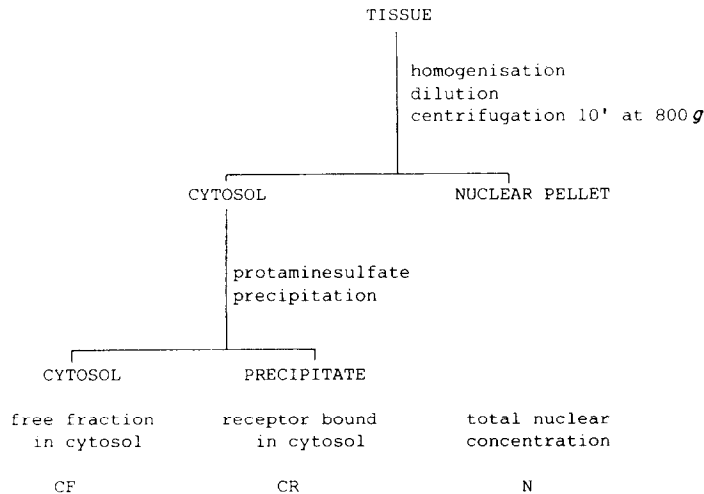 TISSUE
homogenisation
dilution
centrifugation 10' at 800 g
CYTOSOL NUCLEAR PELLET
protaminesulfate
precipitation
CYTOSOL PRECIPITATE
free fraction receptor bound total nuclear
in cytosol in cytosol concentration
CF CR N